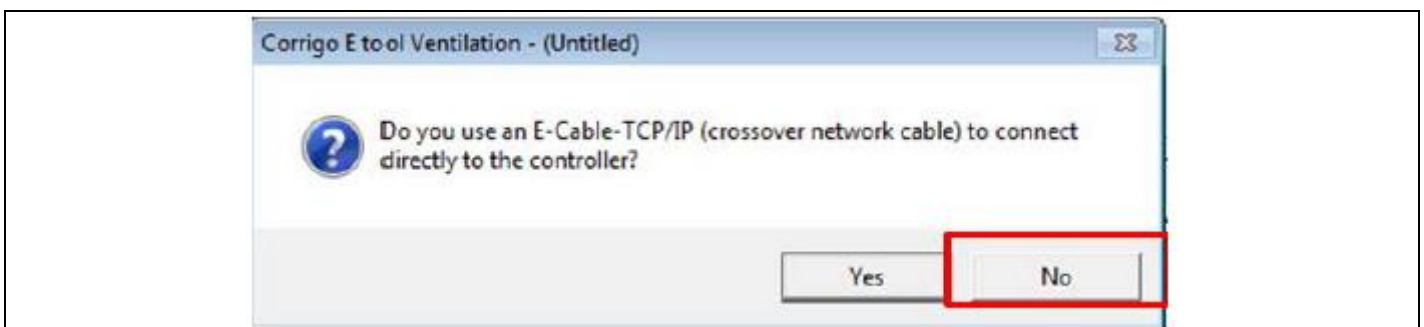 Corrigo E tool Ventilation - (Untitled)
Do you use an E-Cable-TCP/IP (crossover network cable) to connect
directly to the controller?
Yes No